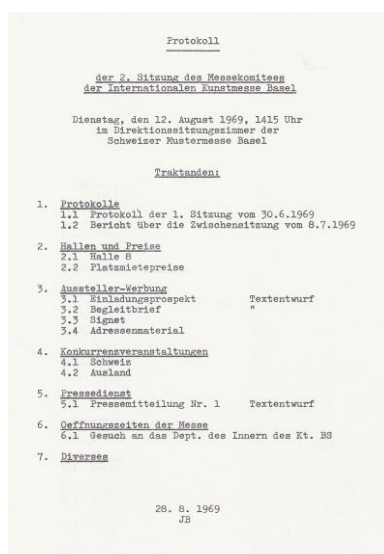 Protokoll
der 2. Sitzung des Messekomitees
der Internationalen Kunstmesse Basel
Dienstag, den 12. August 1969, 1415 Uhr
im Direktionssitzungszimmer der
Schweizer Mustermesse Basel
Traktanden:
1. Protokolle
1.1 Protokoll der 1. Sitzung vom 30.6.1969
1.2 Bericht über die Zwischensitzung vom 8.7.1969
2. Hallen und Preise
2.1 Halle 8
2.2 Platzmietepreise
3. Aussteller-Werbung
3.1 Einladungsprospekt Textentwurf
3.2 Begleitbrief "
3.3 Signet
3.4 Adressenmaterial
4. Konkurrenzveranstaltungen
4.1 Schweiz
4.2 Ausland
5. Pressedienst
5.1 Pressemitteilung Nr. 1 Textentwurf
6. Oeffnungszeiten der Messe
6.1 Gesuch an das Dept. des Innern des Kt. BS
7. Diverses
28. 8. 1969
JB